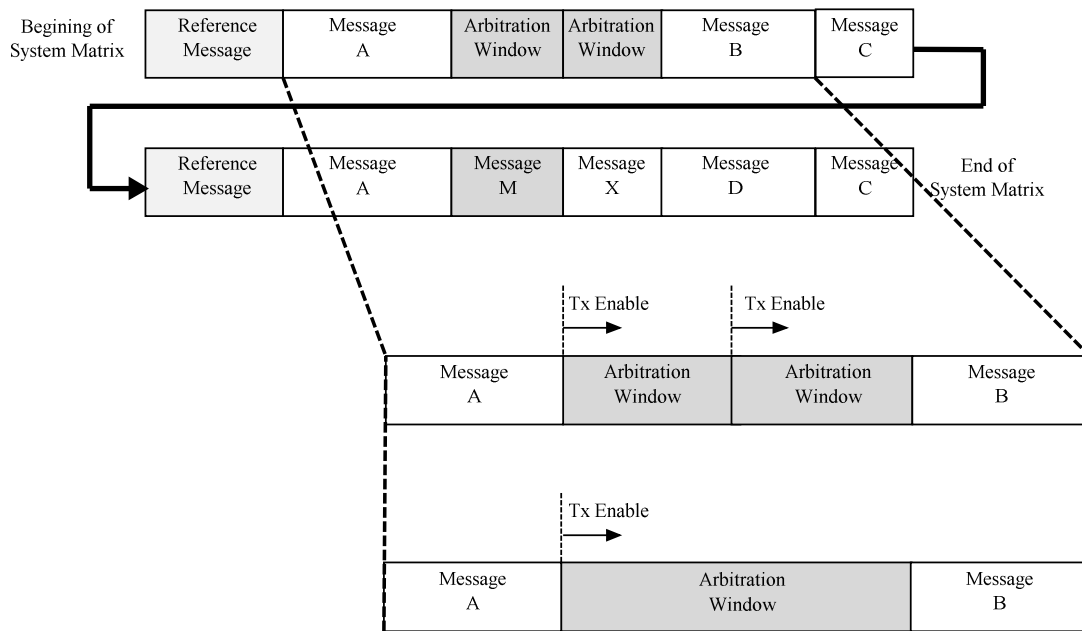 Begining of
System Matrix
Reference
Message
Message
A
Arbitration
Window
Arbitration
Window
Message
B
Message
C
Reference
Message
Message
A
Message
M
Message
X
Message
D
Message
C
End of
System Matrix
Tx Enable
Tx Enable
Message
A
Arbitration
Window
Arbitration
Window
Message
B
Tx Enable
Message
A
Arbitration
Window
Message
B